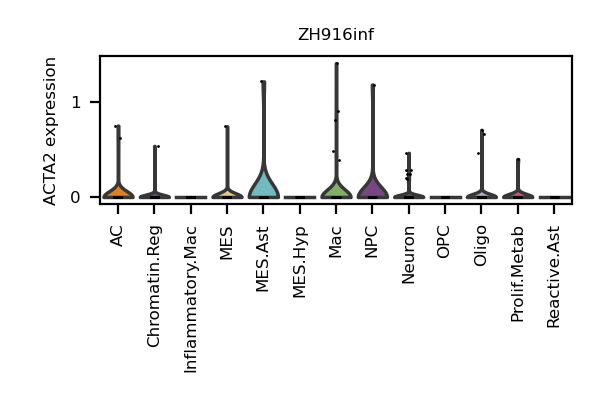 ZH916inf
ACTA2 expression
1
0
AC
Chromatin.Reg
Inflammatory.Mac
MES
MES.Ast
MES.Hyp
Mac
NPC
Neuron
OPC
Oligo
Prolif.Metab
Reactive.Ast